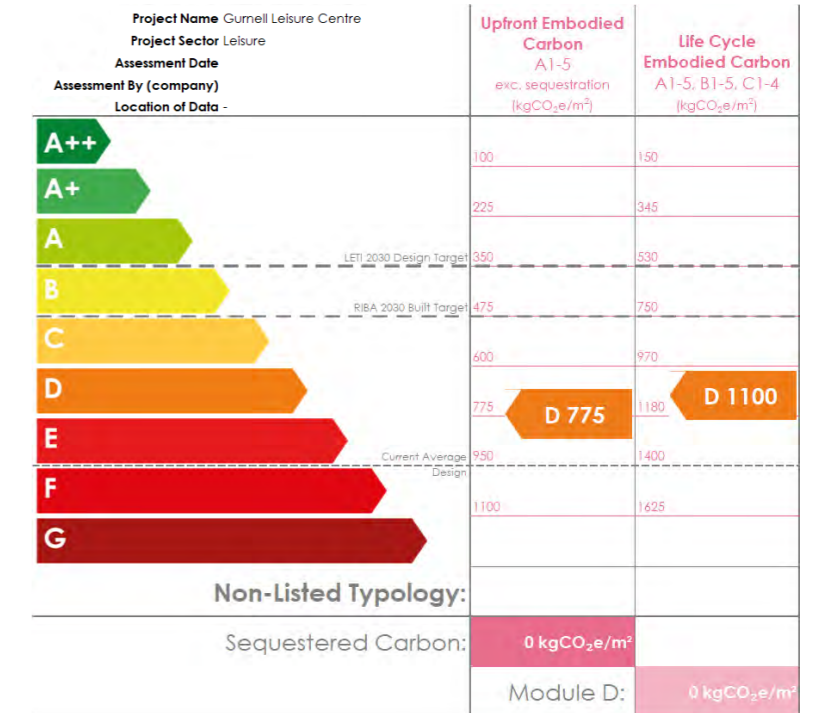 Project Name Gurnell Leisure Centre
Project Sector Leisure
Assessment Date
Assessment By (company)
Location of Data -
Upfront Embodied
Carbon
A1-5
exc. sequestration
(kgCO₂e/m²)
Life Cycle
Embodied Carbon
A1-5, B1-5, C1-4
(kgCO₂e/m²)
A++
100 150
A+
225 345
A
LETI 2030 Design Target 350 530
B
RIBA 2030 Built Target 475 750
C
600 970
D
D 775
D 1100
775 1180
E
Current Average 950 1400
Design
F
1100 1625
G
Non-Listed Typology:
Sequestered Carbon: 0 kgCO₂e/m²
Module D: 0 kgCO₂e/m²